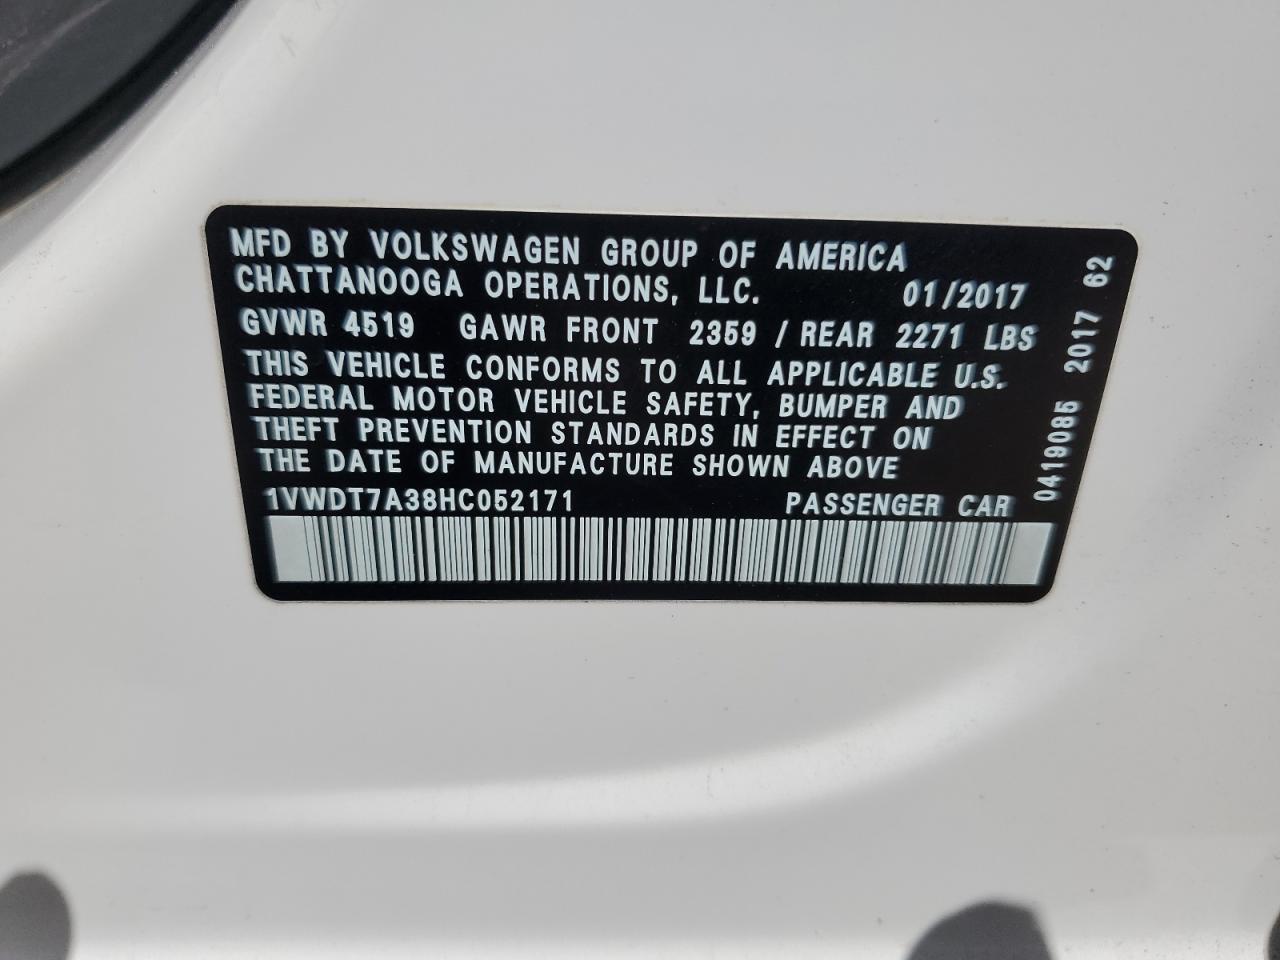 MFD BY VOLKSWAGEN GROUP OF AMERICA
CHATTANOOGA OPERATIONS, LLC. 01/2017
GVWR 4519 GAWR FRONT 2359 / REAR 2271 LBS
THIS VEHICLE CONFORMS TO ALL APPLICABLE U.S.
FEDERAL MOTOR VEHICLE SAFETY, BUMPER AND
THEFT PREVENTION STANDARDS IN EFFECT ON
THE DATE OF MANUFACTURE SHOWN ABOVE
1VWDT7A38HC052171 PASSENGER CAR
0419085 2017 62